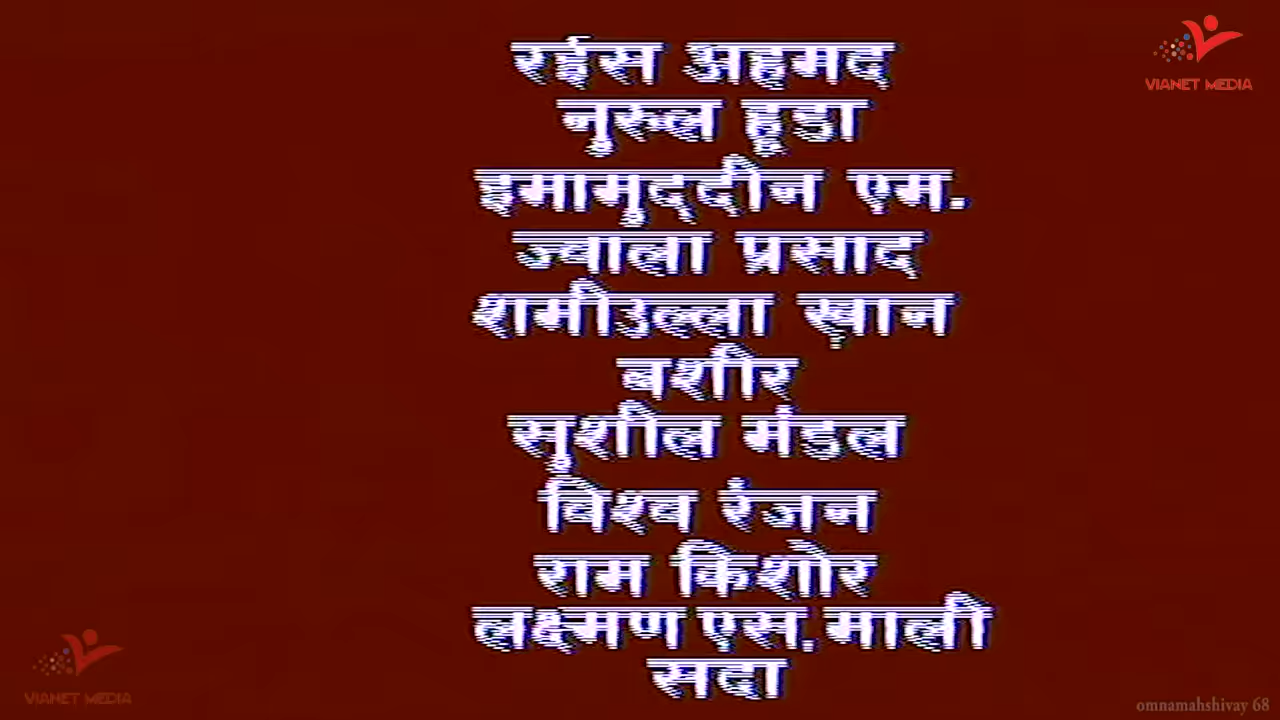 रईस अहमद
नुरुल हूडा
इमामुददीन एम.
ज्वाला प्रसाद
शमीउल्ला खान
बशीर
सुशील मंडल
विश्व रंजन
राम किशोर
लक्ष्मण एस. माली
सदा
VIANET MEDIA
VIANET MEDIA
omnamahshivay 68